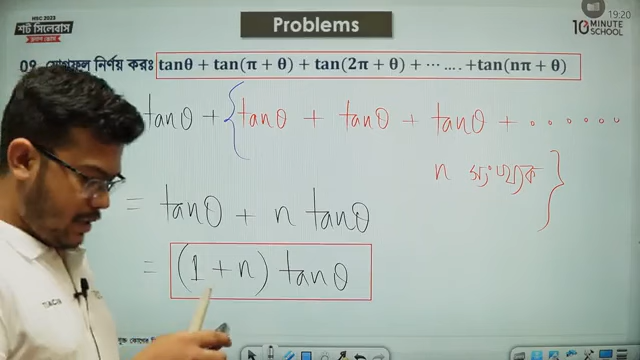 HSC 2023
শর্ট সিলেবাস
Problems
19:20
10 MINUTE SCHOOL
09. যোগফল নির্ণয় করঃ tanθ + tan(π + θ) + tan(2π + θ) + ⋯ …. +tan(nπ + θ)
tanθ + { tanθ + tanθ + tanθ + ......
n সংখ্যক }
= tanθ + n tanθ
= (1 + n) tanθ